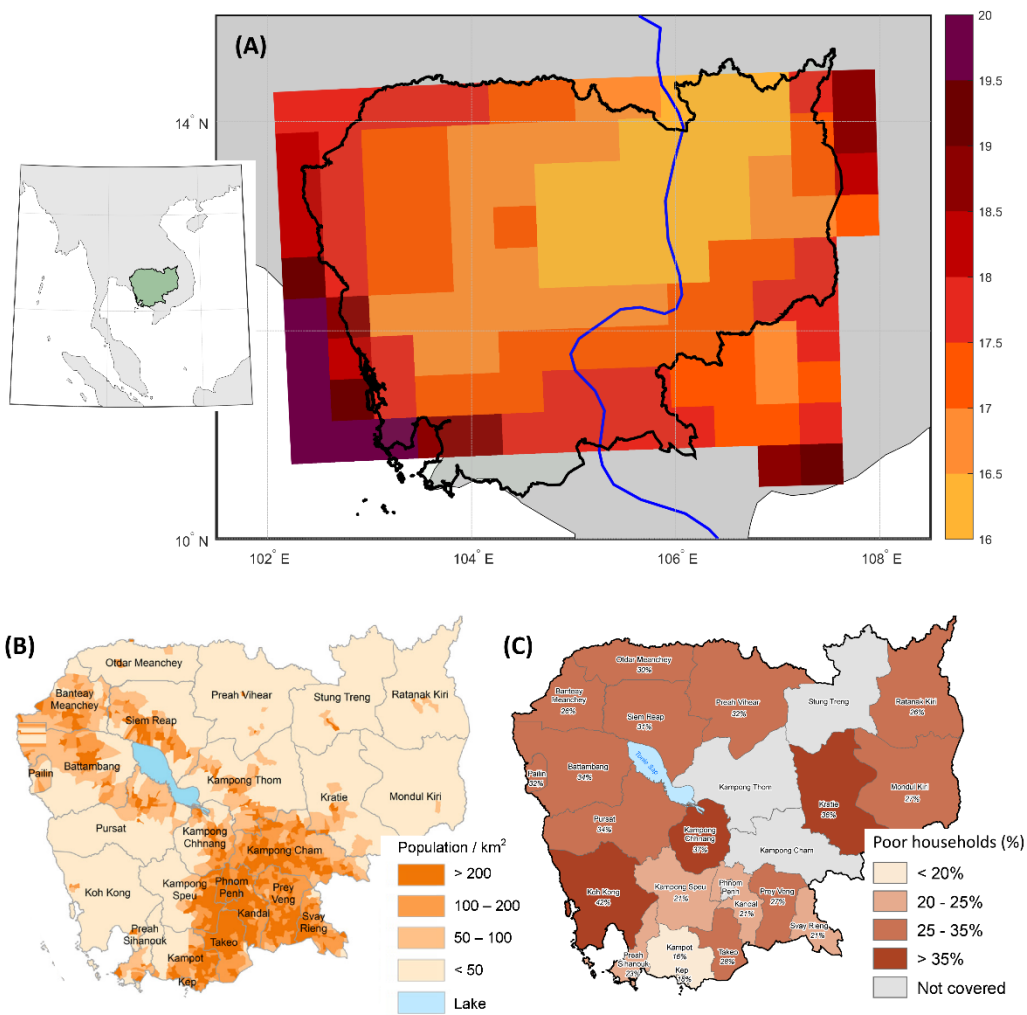 (A)
14° N
10° N
102° E
104° E
106° E
108° E
20
19.5
19
18.5
18
17.5
17
16.5
16
(B)
Otdar Meanchey
Banteay
Meanchey
Preah Vihear
Stung Treng
Ratanak Kiri
Siem Reap
Battambang
Pailin
Kampong Thom
Kratie
Mondul Kiri
Pursat
Kampong
Chhnang
Kampong Cham
Koh Kong
Kampong
Speu
Phnom
Penh
Prey
Veng
Kandal
Svay
Rieng
Preah
Sihanouk
Takeo
Kampot
Kep
Population / km²
> 200
100 – 200
50 – 100
< 50
Lake
(C)
Otdar Meanchey
30%
Banteay
Meanchey
26%
Siem Reap
31%
Preah Vihear
32%
Stung Treng
Ratanak Kiri
26%
Pailin
32%
Battambang
34%
Tonle Sap
Kampong Thom
Kratie
36%
Mondul Kiri
27%
Pursat
34%
Kampong
Chhnang
37%
Kampong Cham
Koh Kong
42%
Kampong Speu
21%
Phnom
Penh
Prey Veng
27%
Kandal
21%
Svay Rieng
21%
Preah
Sihanouk
23%
Kampot
16%
Takeo
28%
Kep
Poor households (%)
< 20%
20 - 25%
25 - 35%
> 35%
Not covered